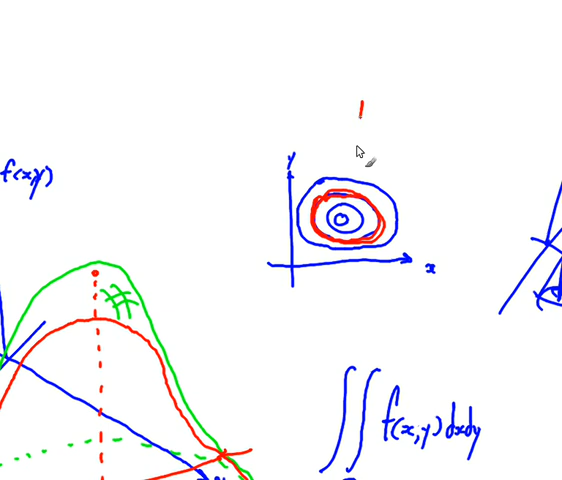 f(x,y)
y
x
∬ f(x,y) dxdy